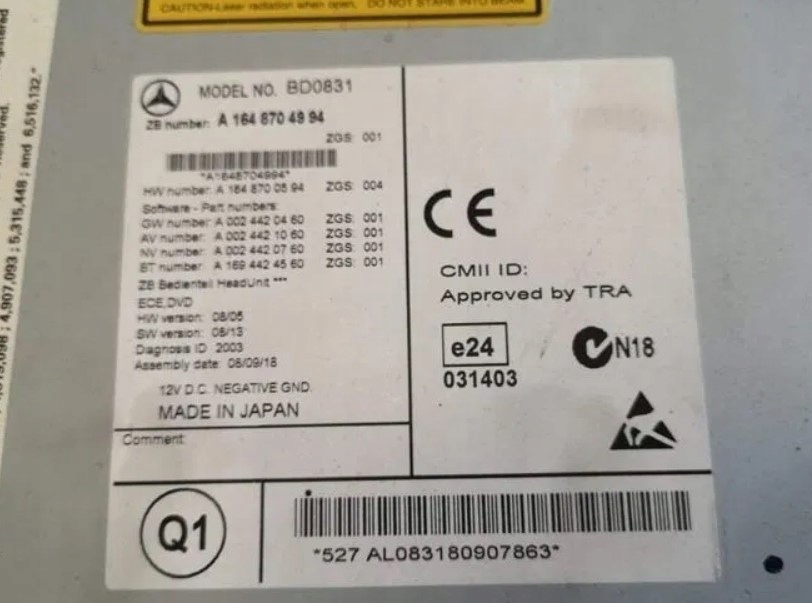 CAUTION-Laser radiation when open, DO NOT STARE INTO BEAM
4,907,093 ; 5,315,448 ; and 6,516,132."
MODEL NO. BD0831
ZB number: A 164 870 49 94
ZGS: 001
*A1648704994*
HW number: A 164 870 05 94 ZGS: 004
Software - Part numbers:
GW number: A 002 442 04 60 ZGS: 001
AV number: A 002 442 10 60 ZGS: 001
NV number: A 002 442 07 60 ZGS: 001
BT number: A 169 442 45 60 ZGS: 001
ZB Bedienteil HeadUnit ***
ECE,DVD
HW version: 08/05
SW version: 08/13
Diagnosis ID 2003
Assembly date: 08/09/18
12V D.C. NEGATIVE GND.
MADE IN JAPAN
Comment:
CE
CMII ID:
Approved by TRA
e24
031403
N18
Q1
*527 AL083180907863*